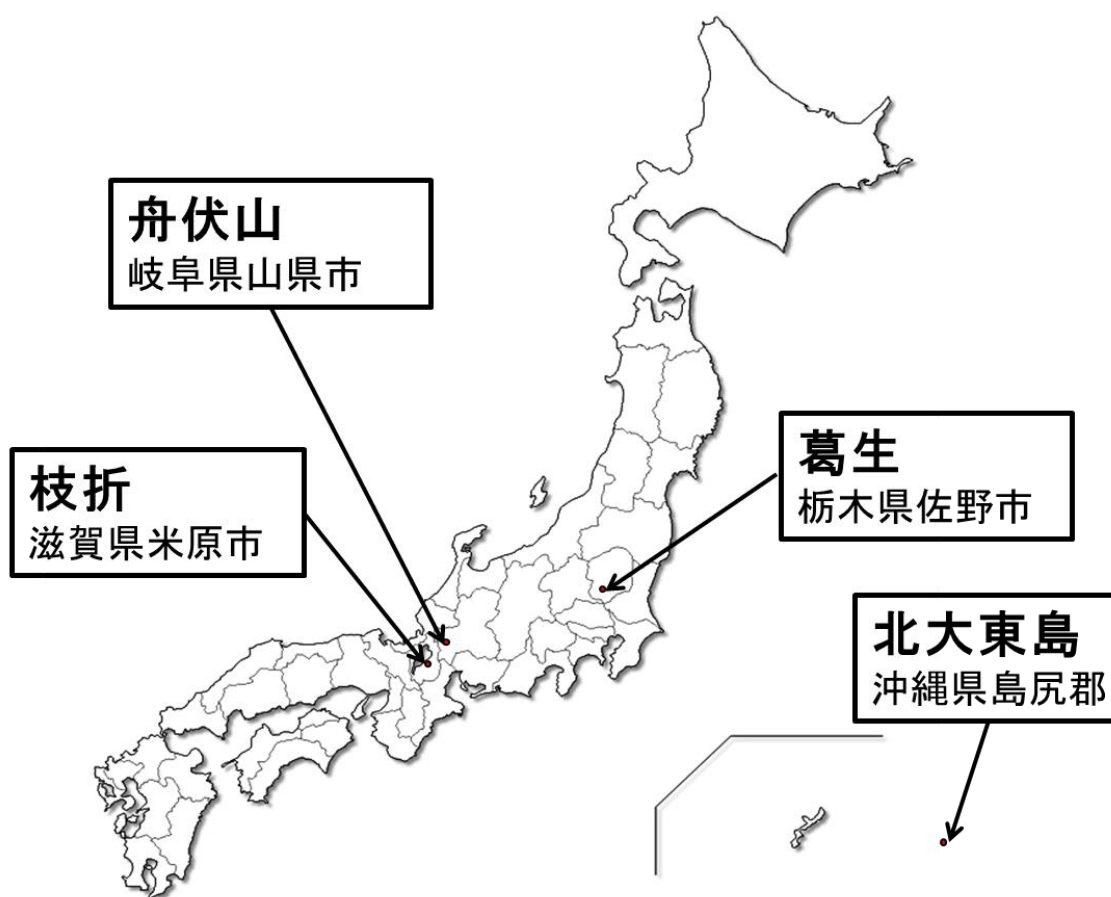 舟伏山
岐阜県山県市
枝折
滋賀県米原市
葛生
栃木県佐野市
北大東島
沖縄県島尻郡